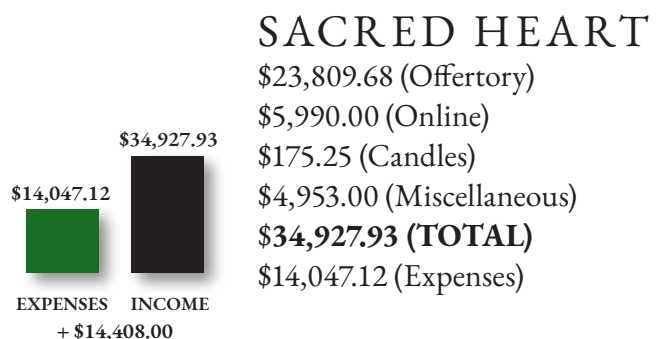 SACRED HEART
$23,809.68 (Offertory)
$5,990.00 (Online)
$175.25 (Candles)
$4,953.00 (Miscellaneous)
$34,927.93 (TOTAL)
$14,047.12 (Expenses)
$34,927.93
$14,047.12
EXPENSES INCOME
+ $14,408.00